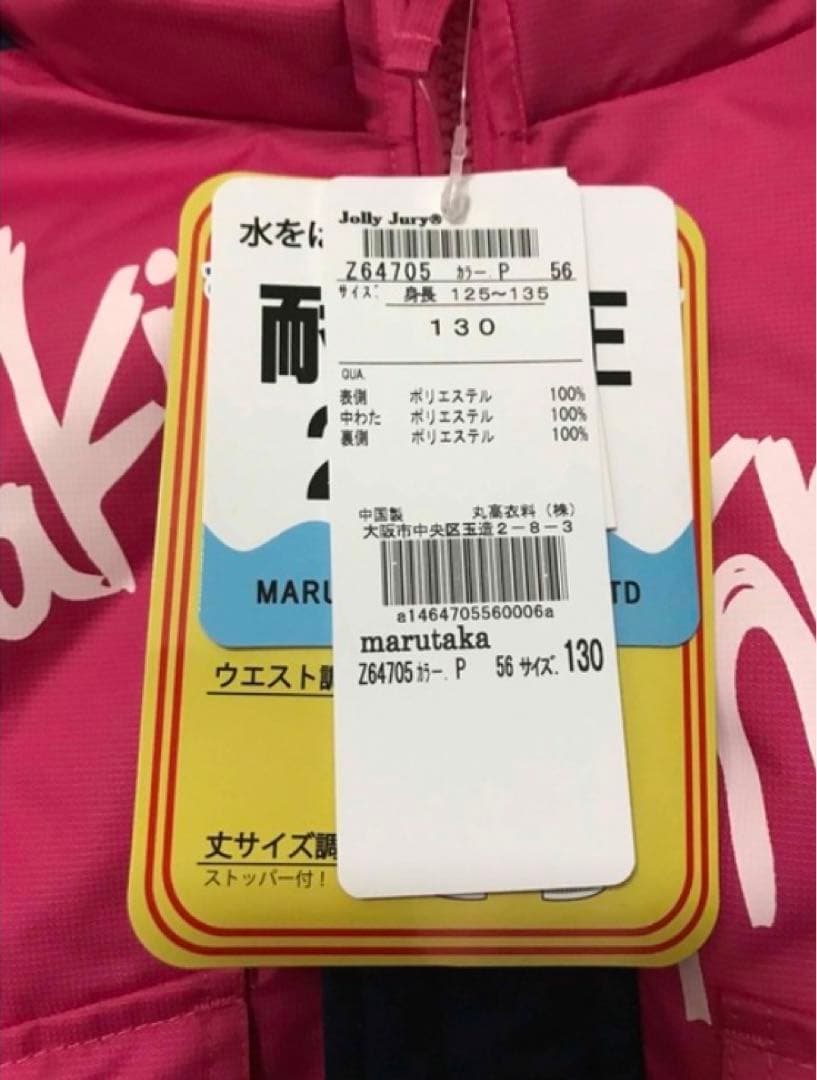 Jolly Jury®
Z64705 カラー. P 56
サイズ: 身長 125～135
130
QUA.
表側 ポリエステル 100%
中わた ポリエステル 100%
裏側 ポリエステル 100%
中国製 丸高衣料（株）
大阪市中央区玉造2－8－3
a1464705560006a
marutaka
Z64705 カラー. P 56 サイズ. 130
水をは
耐
2
MARU
TD
ウエスト調
丈サイズ調
ストッパー付！